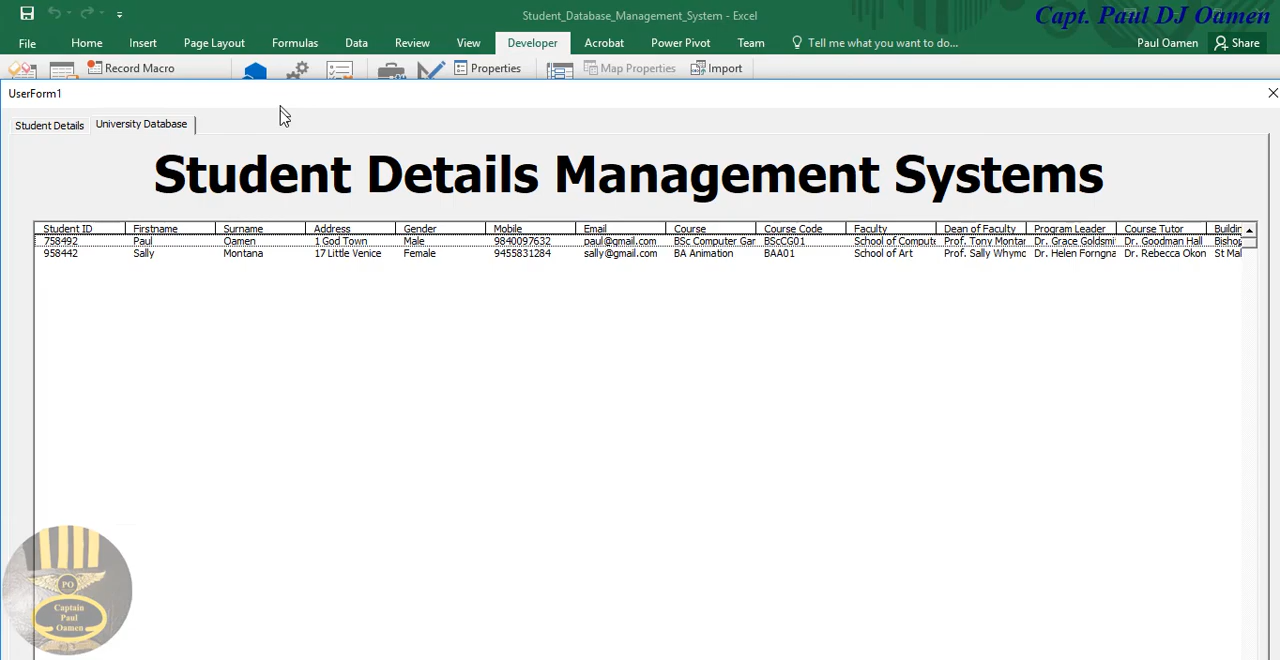 Student_Database_Management_System - Excel
Capt. Paul DJ Oamen
File Home Insert Page Layout Formulas Data Review View Developer Acrobat Power Pivot Team Tell me what you want to do... Paul Oamen Share
Record Macro Properties Map Properties Import
UserForm1
Student Details University Database
Student Details Management Systems
Student ID Firstname Surname Address Gender Mobile Email Course Course Code Faculty Dean of Faculty Program Leader Course Tutor Buildin
758492 Paul Oamen 1 God Town Male 9840097632 paul@gmail.com BSc Computer Gar BScCG01 School of Compute Prof. Tony Montar Dr. Grace Goldsmi Dr. Goodman Hall Bishop
958442 Sally Montana 17 Little Venice Female 9455831284 sally@gmail.com BA Animation BAA01 School of Art Prof. Sally Whymc Dr. Helen Forngna Dr. Rebecca Okon St Mal
PO
Captain
Paul
Oamen